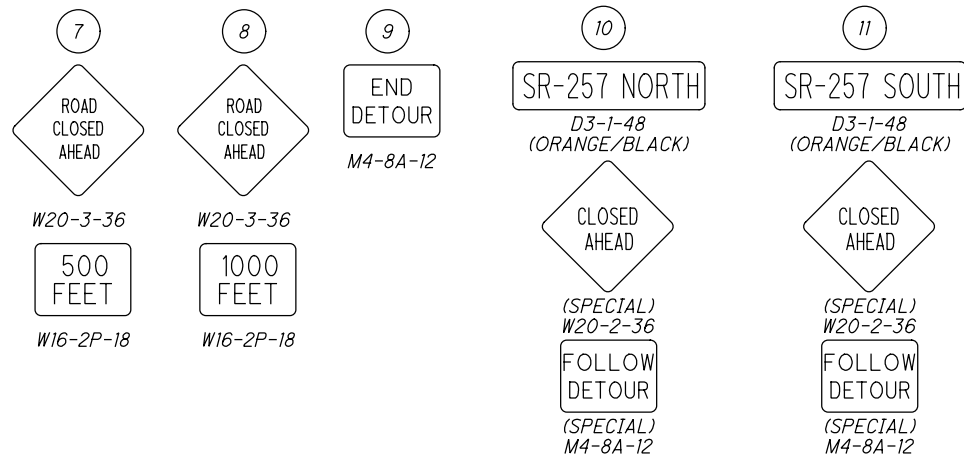 7
ROAD
CLOSED
AHEAD
W20-3-36
500
FEET
W16-2P-18
8
ROAD
CLOSED
AHEAD
W20-3-36
1000
FEET
W16-2P-18
9
END
DETOUR
M4-8A-12
10
SR-257 NORTH
D3-1-48
(ORANGE/BLACK)
CLOSED
AHEAD
(SPECIAL)
W20-2-36
FOLLOW
DETOUR
(SPECIAL)
M4-8A-12
11
SR-257 SOUTH
D3-1-48
(ORANGE/BLACK)
CLOSED
AHEAD
(SPECIAL)
W20-2-36
FOLLOW
DETOUR
(SPECIAL)
M4-8A-12